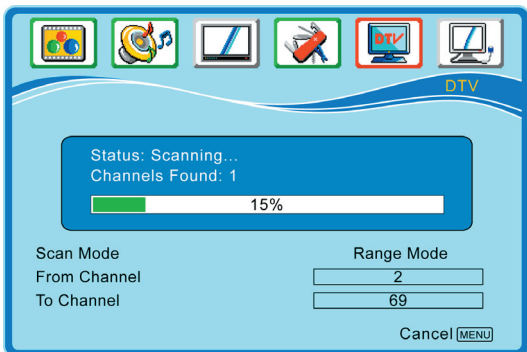 DTV
DTV
Status: Scanning...
Channels Found: 1
15%
Scan Mode Range Mode
From Channel 2
To Channel 69
Cancel MENU